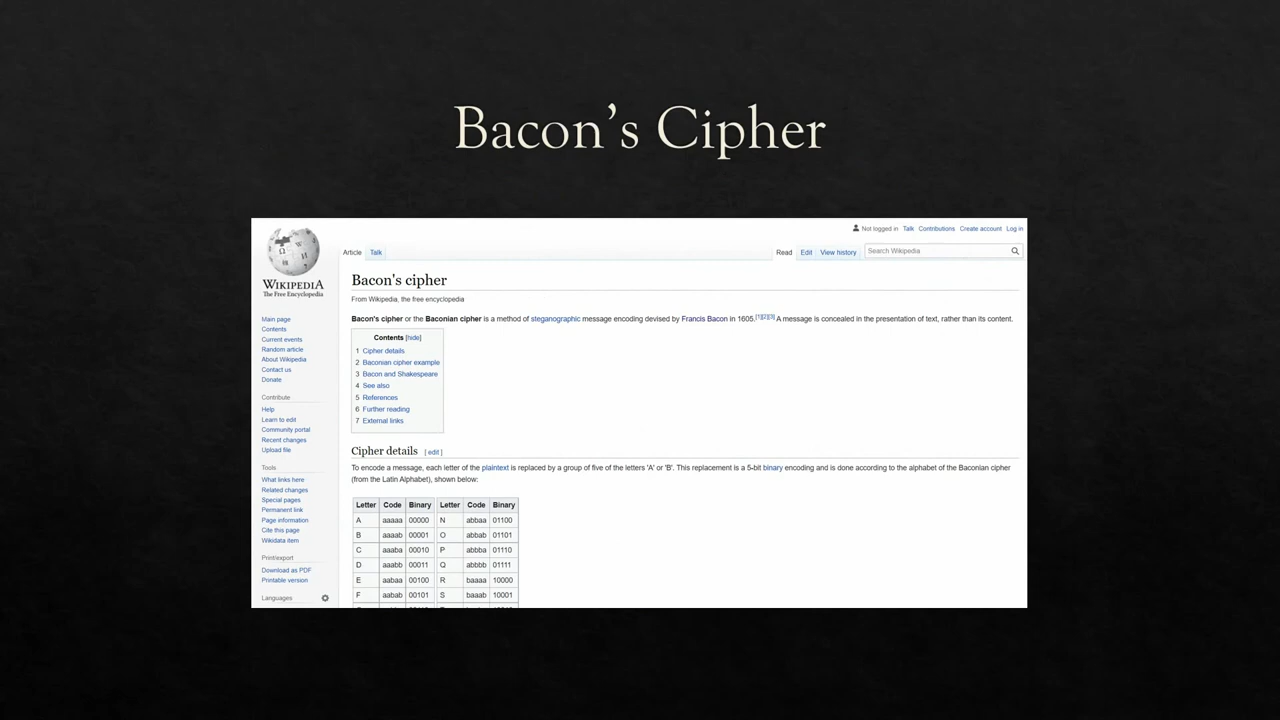 Bacon's Cipher
Not logged in Talk Contributions Create account Log in
Article Talk Read Edit View history Search Wikipedia
WIKIPEDIA
The Free Encyclopedia
Bacon's cipher
From Wikipedia, the free encyclopedia
Bacon's cipher or the Baconian cipher is a method of steganographic message encoding devised by Francis Bacon in 1605.[1][2][3] A message is concealed in the presentation of text, rather than its content.
Main page
Contents
Current events
Random article
About Wikipedia
Contact us
Donate
Contribute
Help
Learn to edit
Community portal
Recent changes
Upload file
Tools
What links here
Related changes
Special pages
Permanent link
Page information
Cite this page
Wikidata item
Print/export
Download as PDF
Printable version
Languages
Contents [hide]
1 Cipher details
2 Baconian cipher example
3 Bacon and Shakespeare
4 See also
5 References
6 Further reading
7 External links
Cipher details [ edit ]
To encode a message, each letter of the plaintext is replaced by a group of five of the letters 'A' or 'B'. This replacement is a 5-bit binary encoding and is done according to the alphabet of the Baconian cipher
(from the Latin Alphabet), shown below:
Letter Code Binary Letter Code Binary
A aaaaa 00000 N abbaa 01100
B aaaab 00001 O abbab 01101
C aaaba 00010 P abbba 01110
D aaabb 00011 Q abbbb 01111
E aabaa 00100 R baaaa 10000
F aabab 00101 S baaab 10001